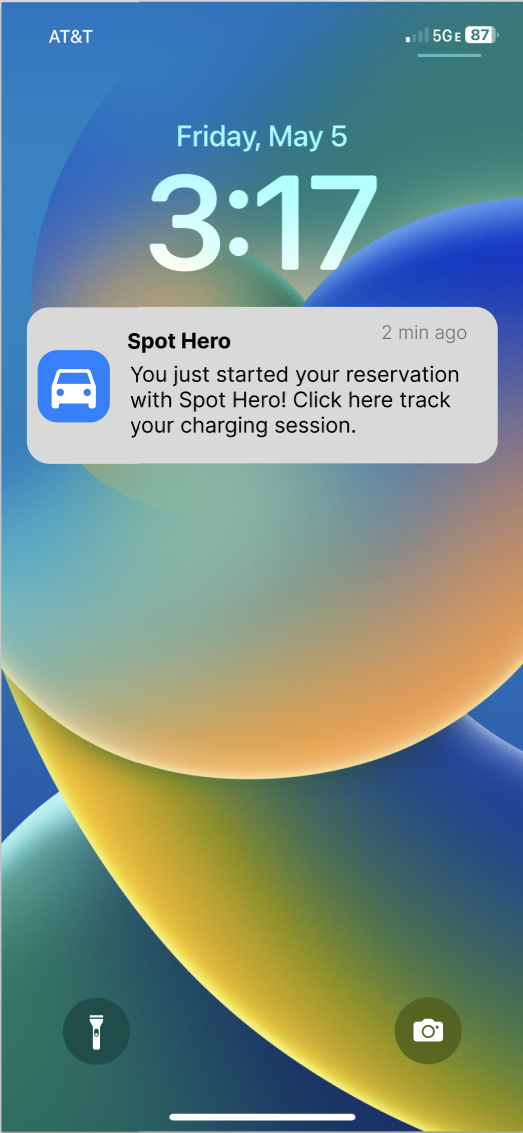 AT&T
5GE 87
Friday, May 5
3:17
Spot Hero
2 min ago
You just started your reservation
with Spot Hero! Click here track
your charging session.